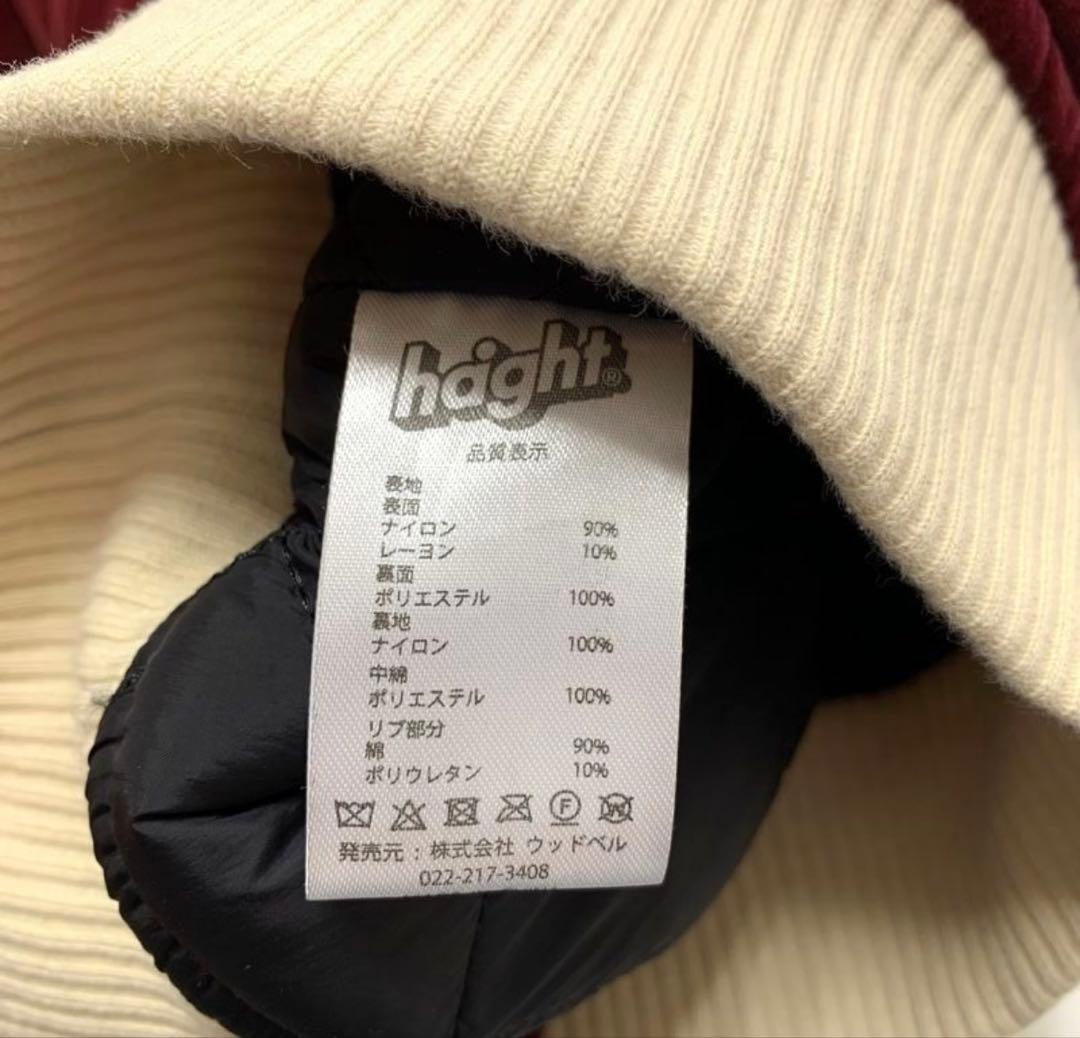 haight®
品質表示
表地
表面
ナイロン 90%
レーヨン 10%
裏面
ポリエステル 100%
裏地
ナイロン 100%
中綿
ポリエステル 100%
リブ部分
綿 90%
ポリウレタン 10%
F W
発売元：株式会社 ウッドベル
022-217-3408